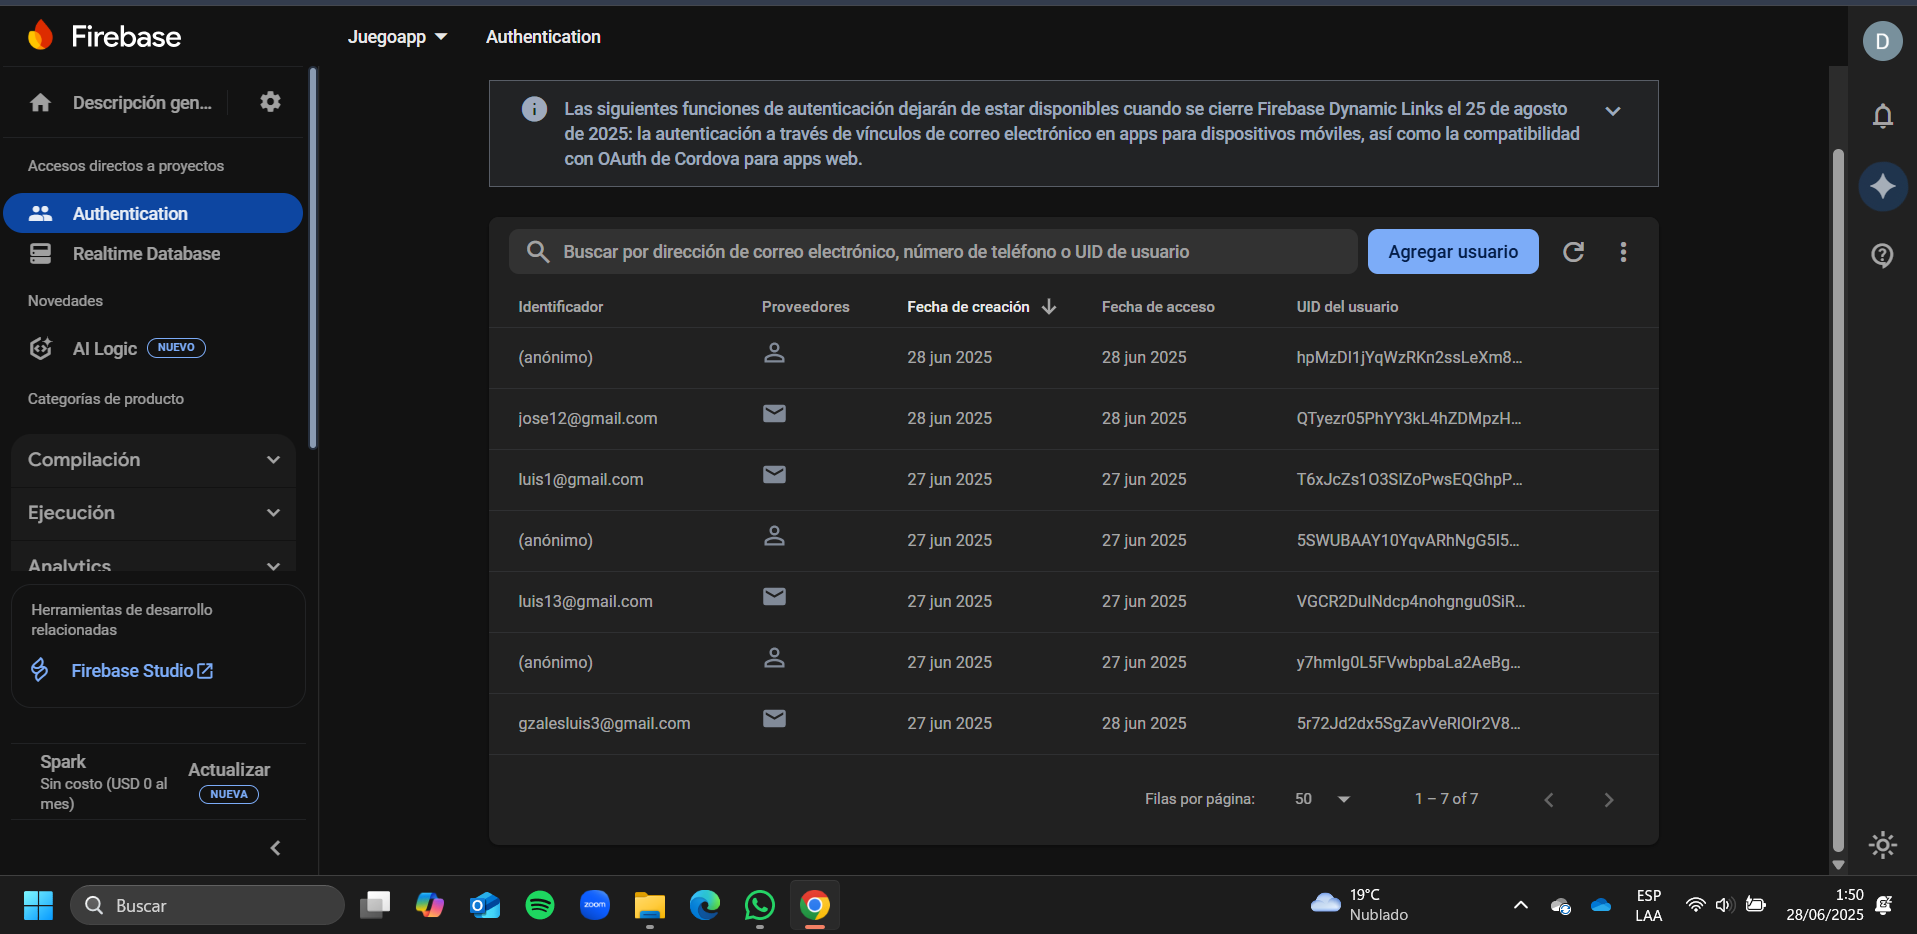 Firebase
Juegoapp
Authentication
D
Descripción gen...
Las siguientes funciones de autenticación dejarán de estar disponibles cuando se cierre Firebase Dynamic Links el 25 de agosto
de 2025: la autenticación a través de vínculos de correo electrónico en apps para dispositivos móviles, así como la compatibilidad
con OAuth de Cordova para apps web.
Accesos directos a proyectos
Authentication
Realtime Database
Novedades
AI Logic NUEVO
Categorías de producto
Compilación
Ejecución
Analytics
Herramientas de desarrollo
relacionadas
Firebase Studio
Spark
Sin costo (USD 0 al
mes)
Actualizar
NUEVA
Buscar por dirección de correo electrónico, número de teléfono o UID de usuario
Agregar usuario
Identificador Proveedores Fecha de creación Fecha de acceso UID del usuario
(anónimo) 28 jun 2025 28 jun 2025 hpMzDI1jYqWzRKn2ssLeXm8...
jose12@gmail.com 28 jun 2025 28 jun 2025 QTyezr05PhYY3kL4hZDMpzH...
luis1@gmail.com 27 jun 2025 27 jun 2025 T6xJcZs1O3SIZoPwsEQGhpP...
(anónimo) 27 jun 2025 27 jun 2025 5SWUBAAY10YqvARhNgG5I5...
luis13@gmail.com 27 jun 2025 27 jun 2025 VGCR2DulNdcp4nohgngu0SiR...
(anónimo) 27 jun 2025 27 jun 2025 y7hmIg0L5FVwbpbaLa2AeBg...
gzalesluis3@gmail.com 27 jun 2025 28 jun 2025 5r72Jd2dx5SgZavVeRIOIr2V8...
Filas por página: 50 1 – 7 of 7
Buscar
zoom
19°C
Nublado
ESP
LAA
1:50
28/06/2025